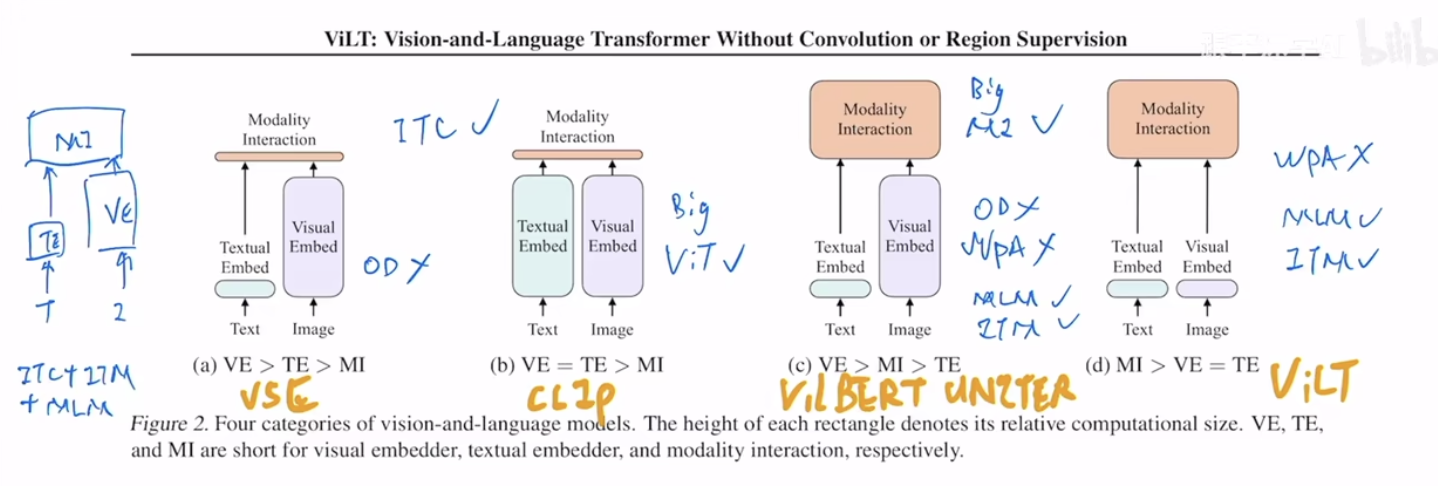 ViLT: Vision-and-Language Transformer Without Convolution or Region Supervision
bilib
MI
TE
VE
T
I
ITC + ITM
+ MLM
Modality
Interaction
Textual
Embed
Visual
Embed
Text
Image
(a) VE > TE > MI
VSE
ITC ✓
OD X
Modality
Interaction
Textual
Embed
Visual
Embed
Text
Image
(b) VE = TE > MI
CLIP
Big
ViT ✓
Modality
Interaction
Textual
Embed
Visual
Embed
Text
Image
(c) VE > MI > TE
ViLBERT UNITER
Big
MI ✓
OD X
WPA X
MLM ✓
ITM ✓
Modality
Interaction
Textual
Embed
Visual
Embed
Text
Image
(d) MI > VE = TE
ViLT
WPA X
MLM ✓
ITM ✓
Figure 2. Four categories of vision-and-language models. The height of each rectangle denotes its relative computational size. VE, TE,
and MI are short for visual embedder, textual embedder, and modality interaction, respectively.